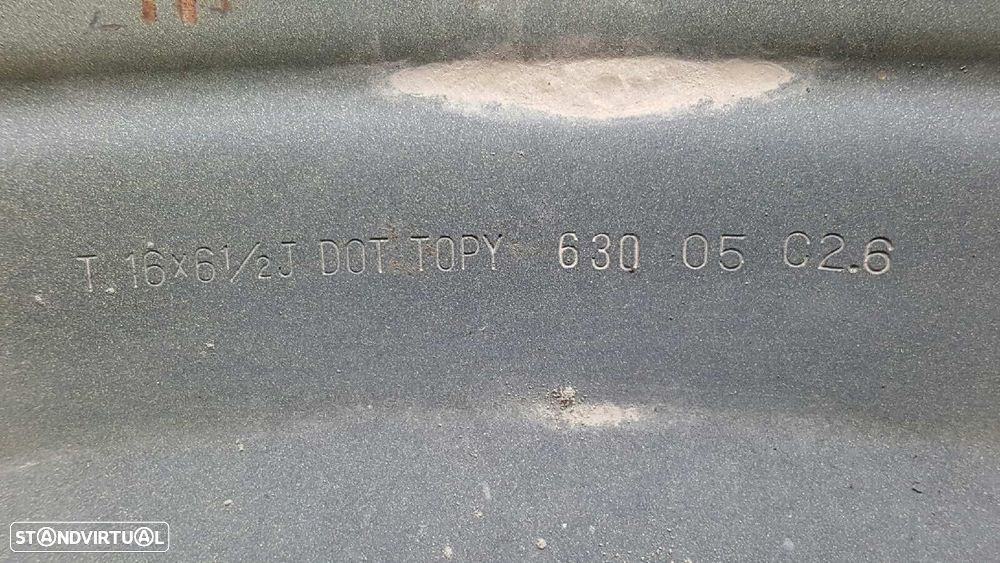 T 16x6½J DOT TOPY 630 05 C2.6
STANDVIRTUAL